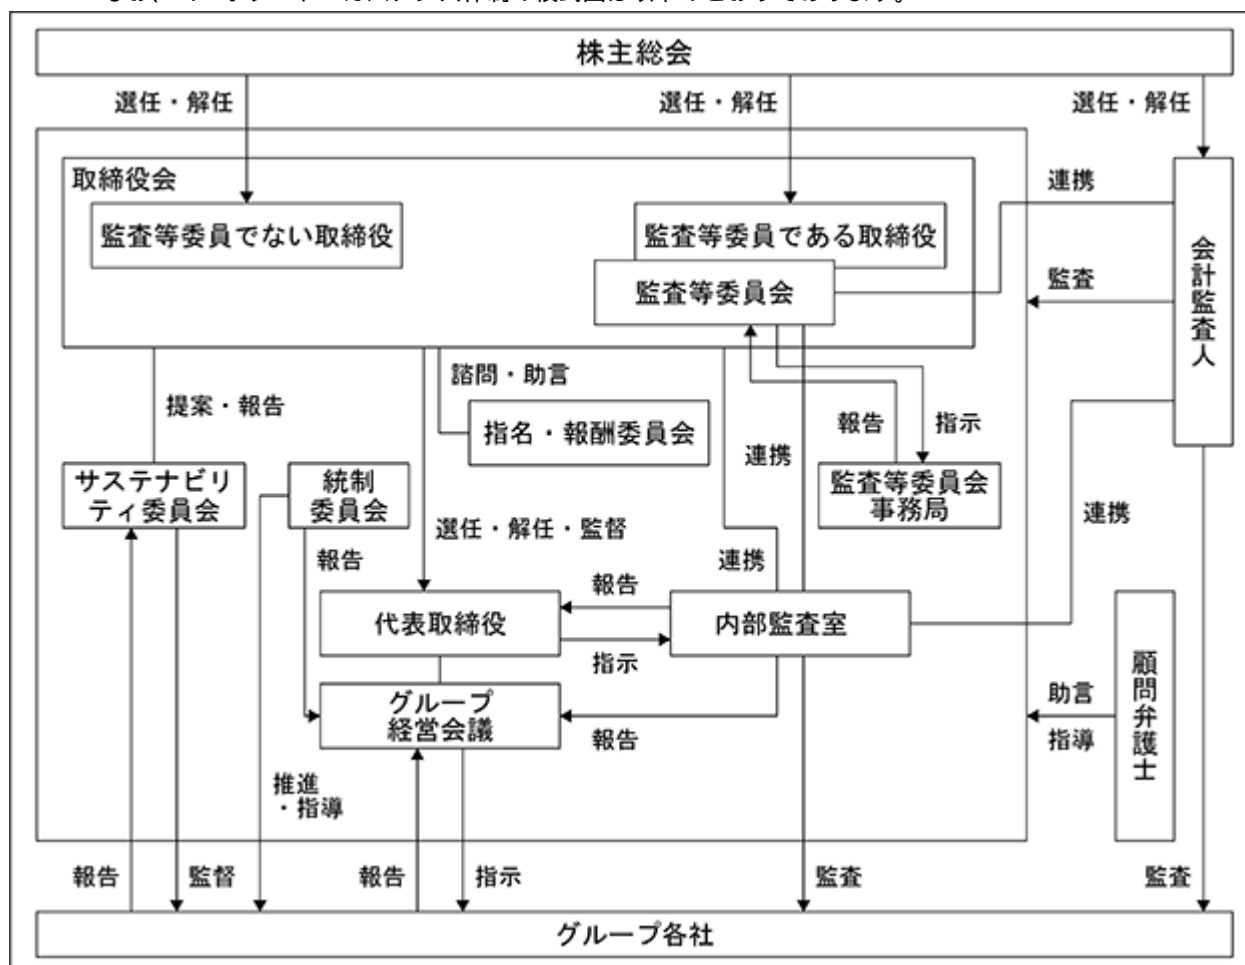 株主総会
選任・解任
選任・解任
選任・解任
取締役会
監査等委員でない取締役
監査等委員である取締役
監査等委員会
連携
監査
会計監査人
提案・報告
諮問・助言
指名・報酬委員会
連携
報告
指示
サステナビリ
ティ委員会
統制
委員会
監査等委員会
事務局
連携
選任・解任・監督
報告
連携
代表取締役
報告
指示
内部監査室
グループ
経営会議
報告
助言
指導
顧問弁護士
推進
・指導
報告
監督
報告
指示
監査
監査
グループ各社